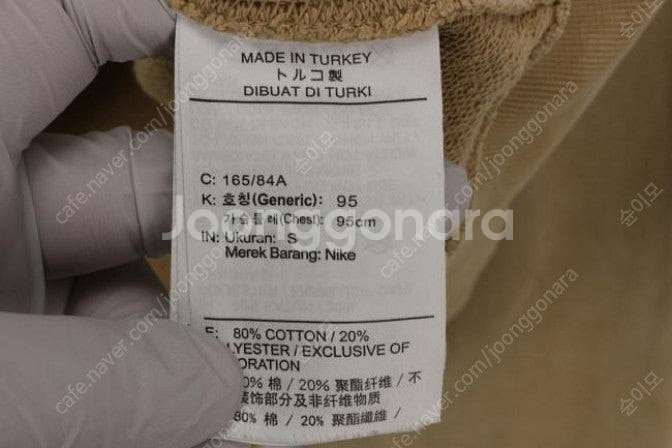 MADE IN TURKEY
トルコ製
DIBUAT DI TURKI
C: 165/84A
K: 호칭(Generic): 95
가슴둘레(Chest): 95cm
Joonggonara
IN: Ukuran: S
Merek Barang: Nike
E: 80% COTTON / 20%
LYESTER / EXCLUSIVE OF
ORATION
0% 棉 / 20% 聚酯纤维 / 不
装饰部分及非纤维物质
80% 棉 / 20% 聚酯纖維 /
cafe.naver.com/joonggonara
순이모